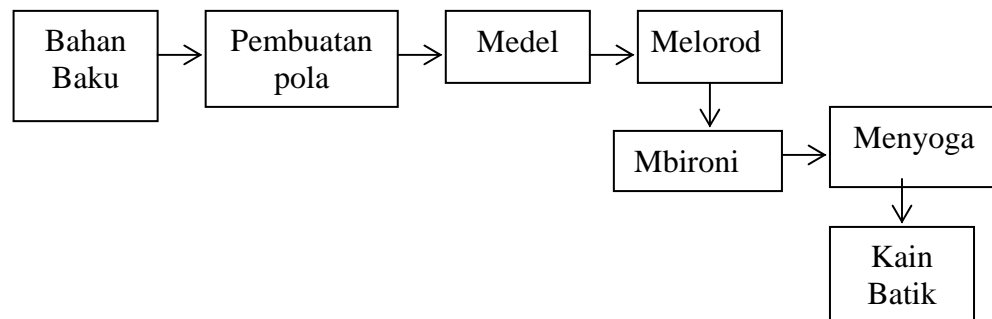 Bahan
Baku
Pembuatan
pola
Medel
Melorod
Mbironi
Menyoga
Kain
Batik